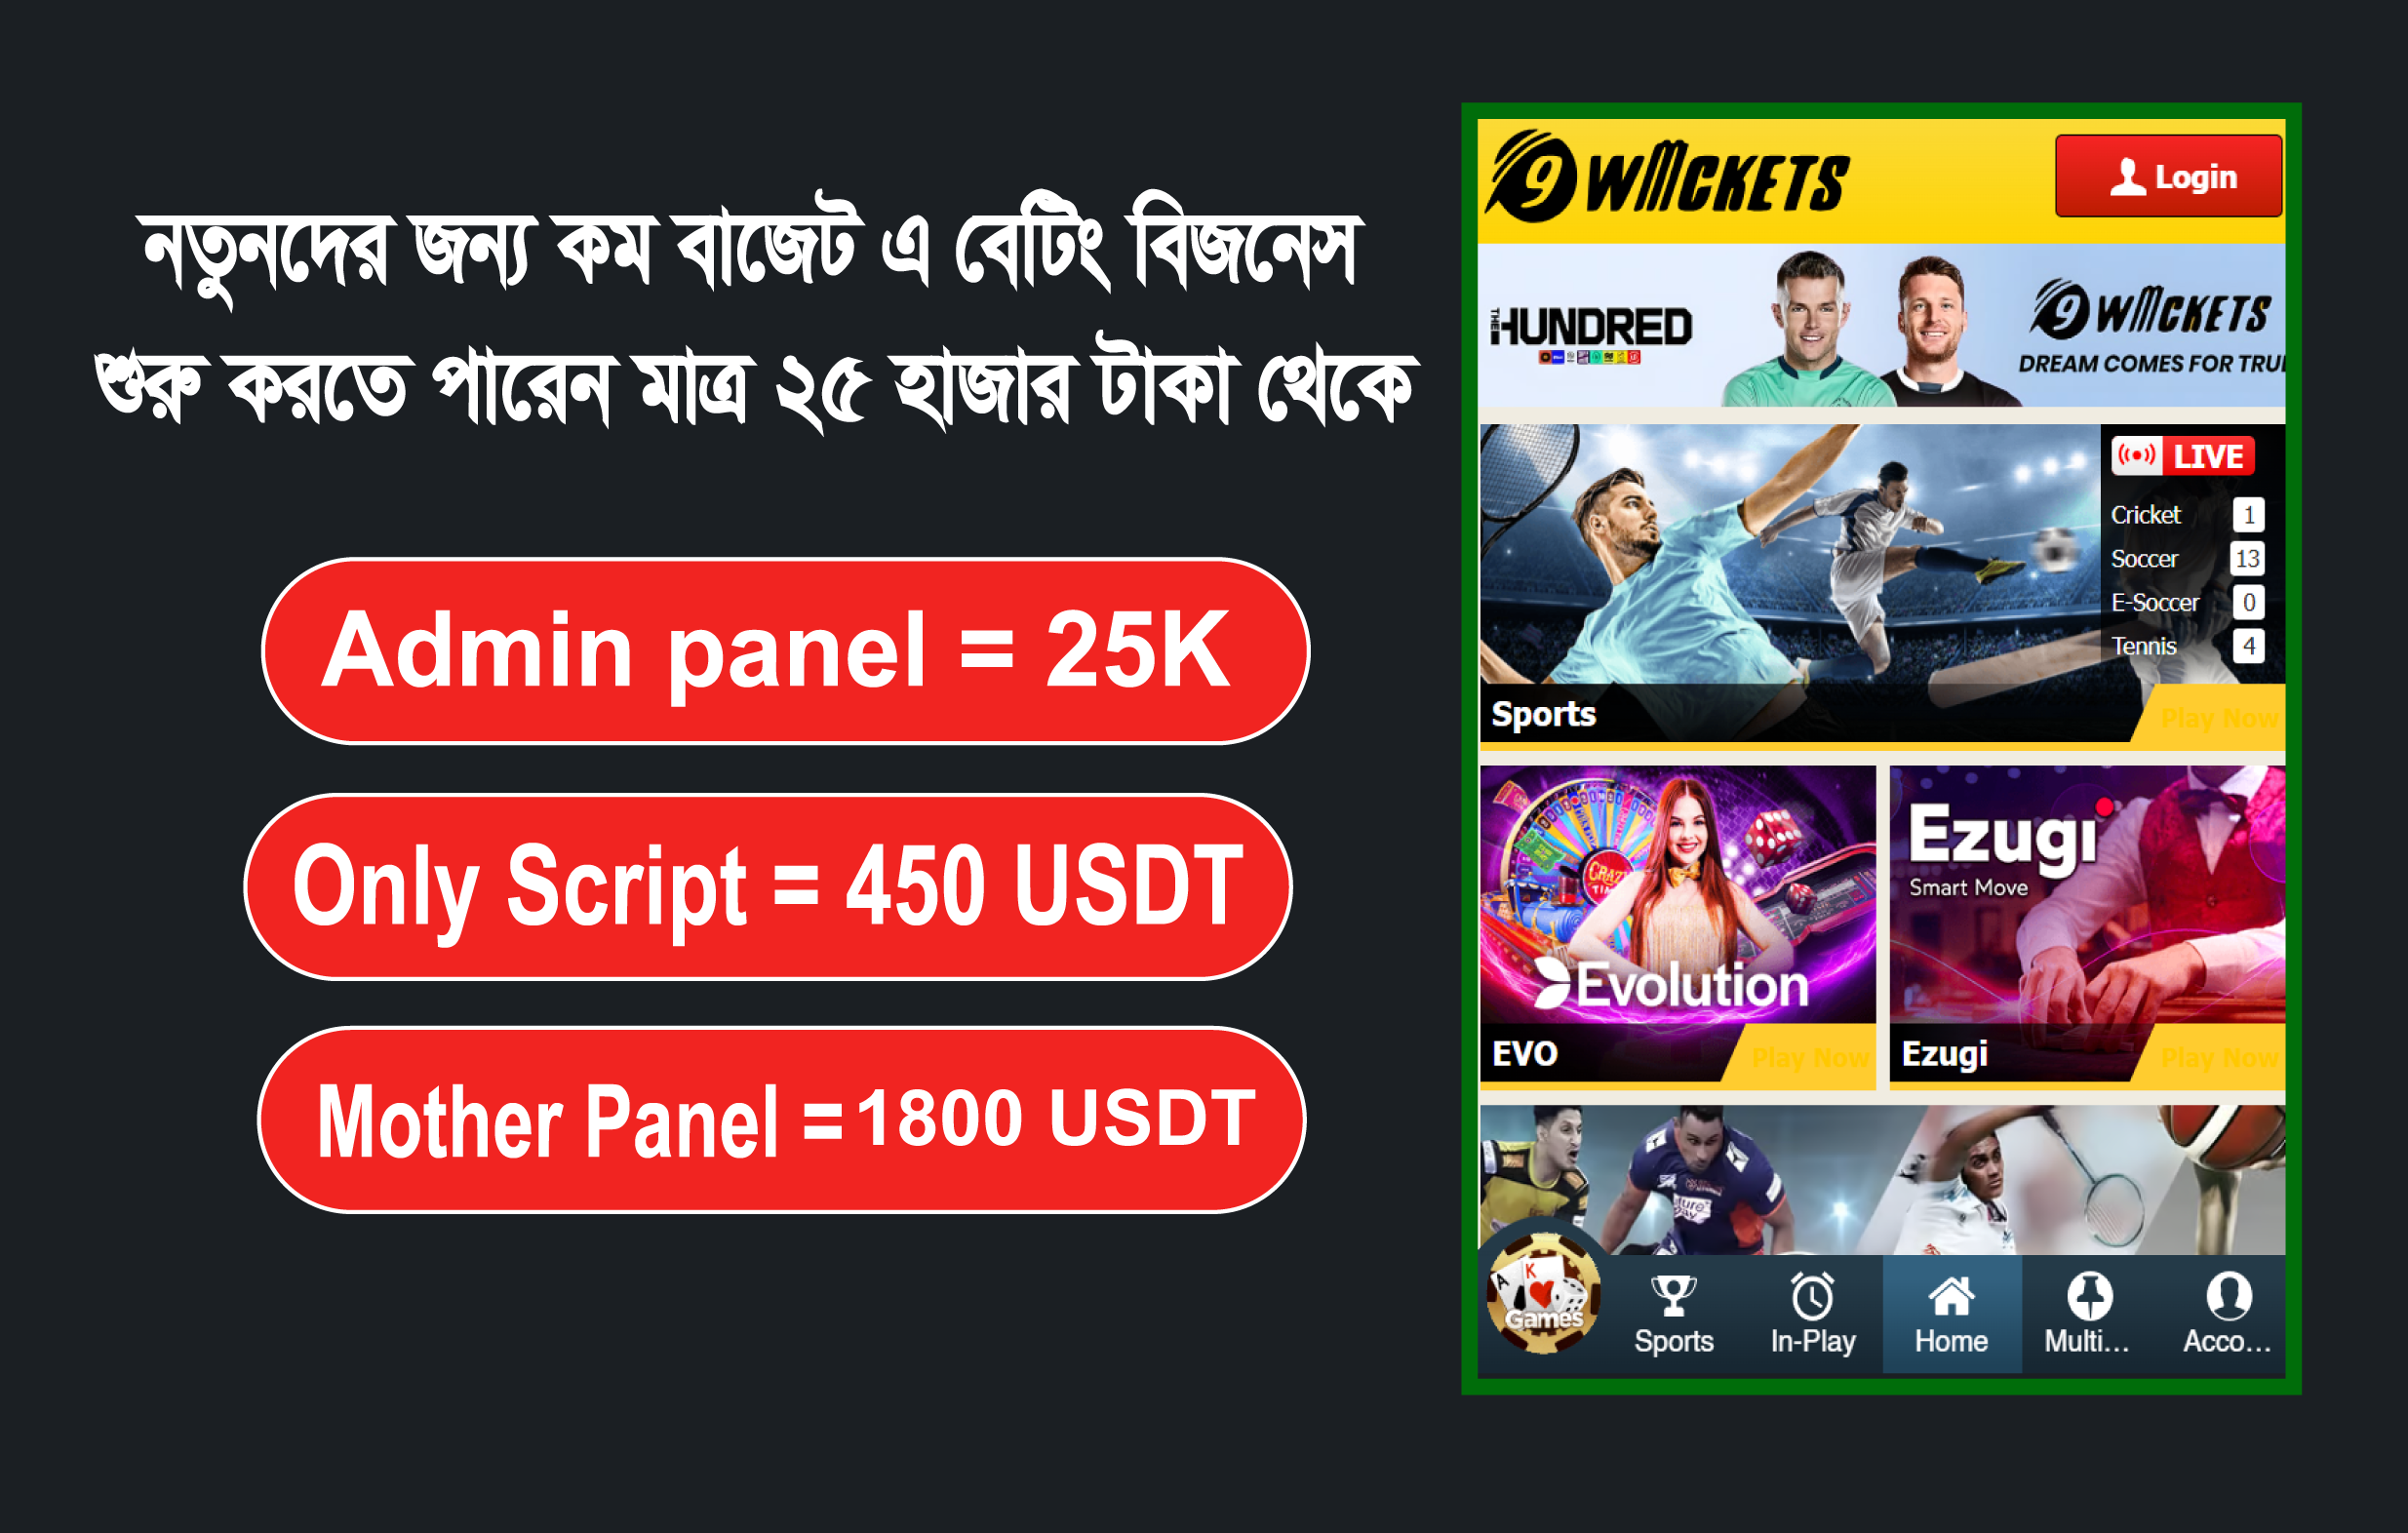 নতুনদের জন্য কম বাজেট এ বেটিং বিজনেস
শুরু করতে পারেন মাত্র ২৫ হাজার টাকা থেকে
Admin panel = 25K
Only Script = 450 USDT
Mother Panel =1800 USDT
9 WICKETS
Login
THE HUNDRED
9 WICKETS
DREAM COMES FOR TRU
LIVE
Cricket 1
Soccer 13
E-Soccer 0
Tennis 4
Sports
Play Now
CRAZY
Evolution
EVO
Play Now
Ezugi
Smart Move
Ezugi
Play Now
A K
Games
Sports
In-Play
Home
Multi...
Acco...